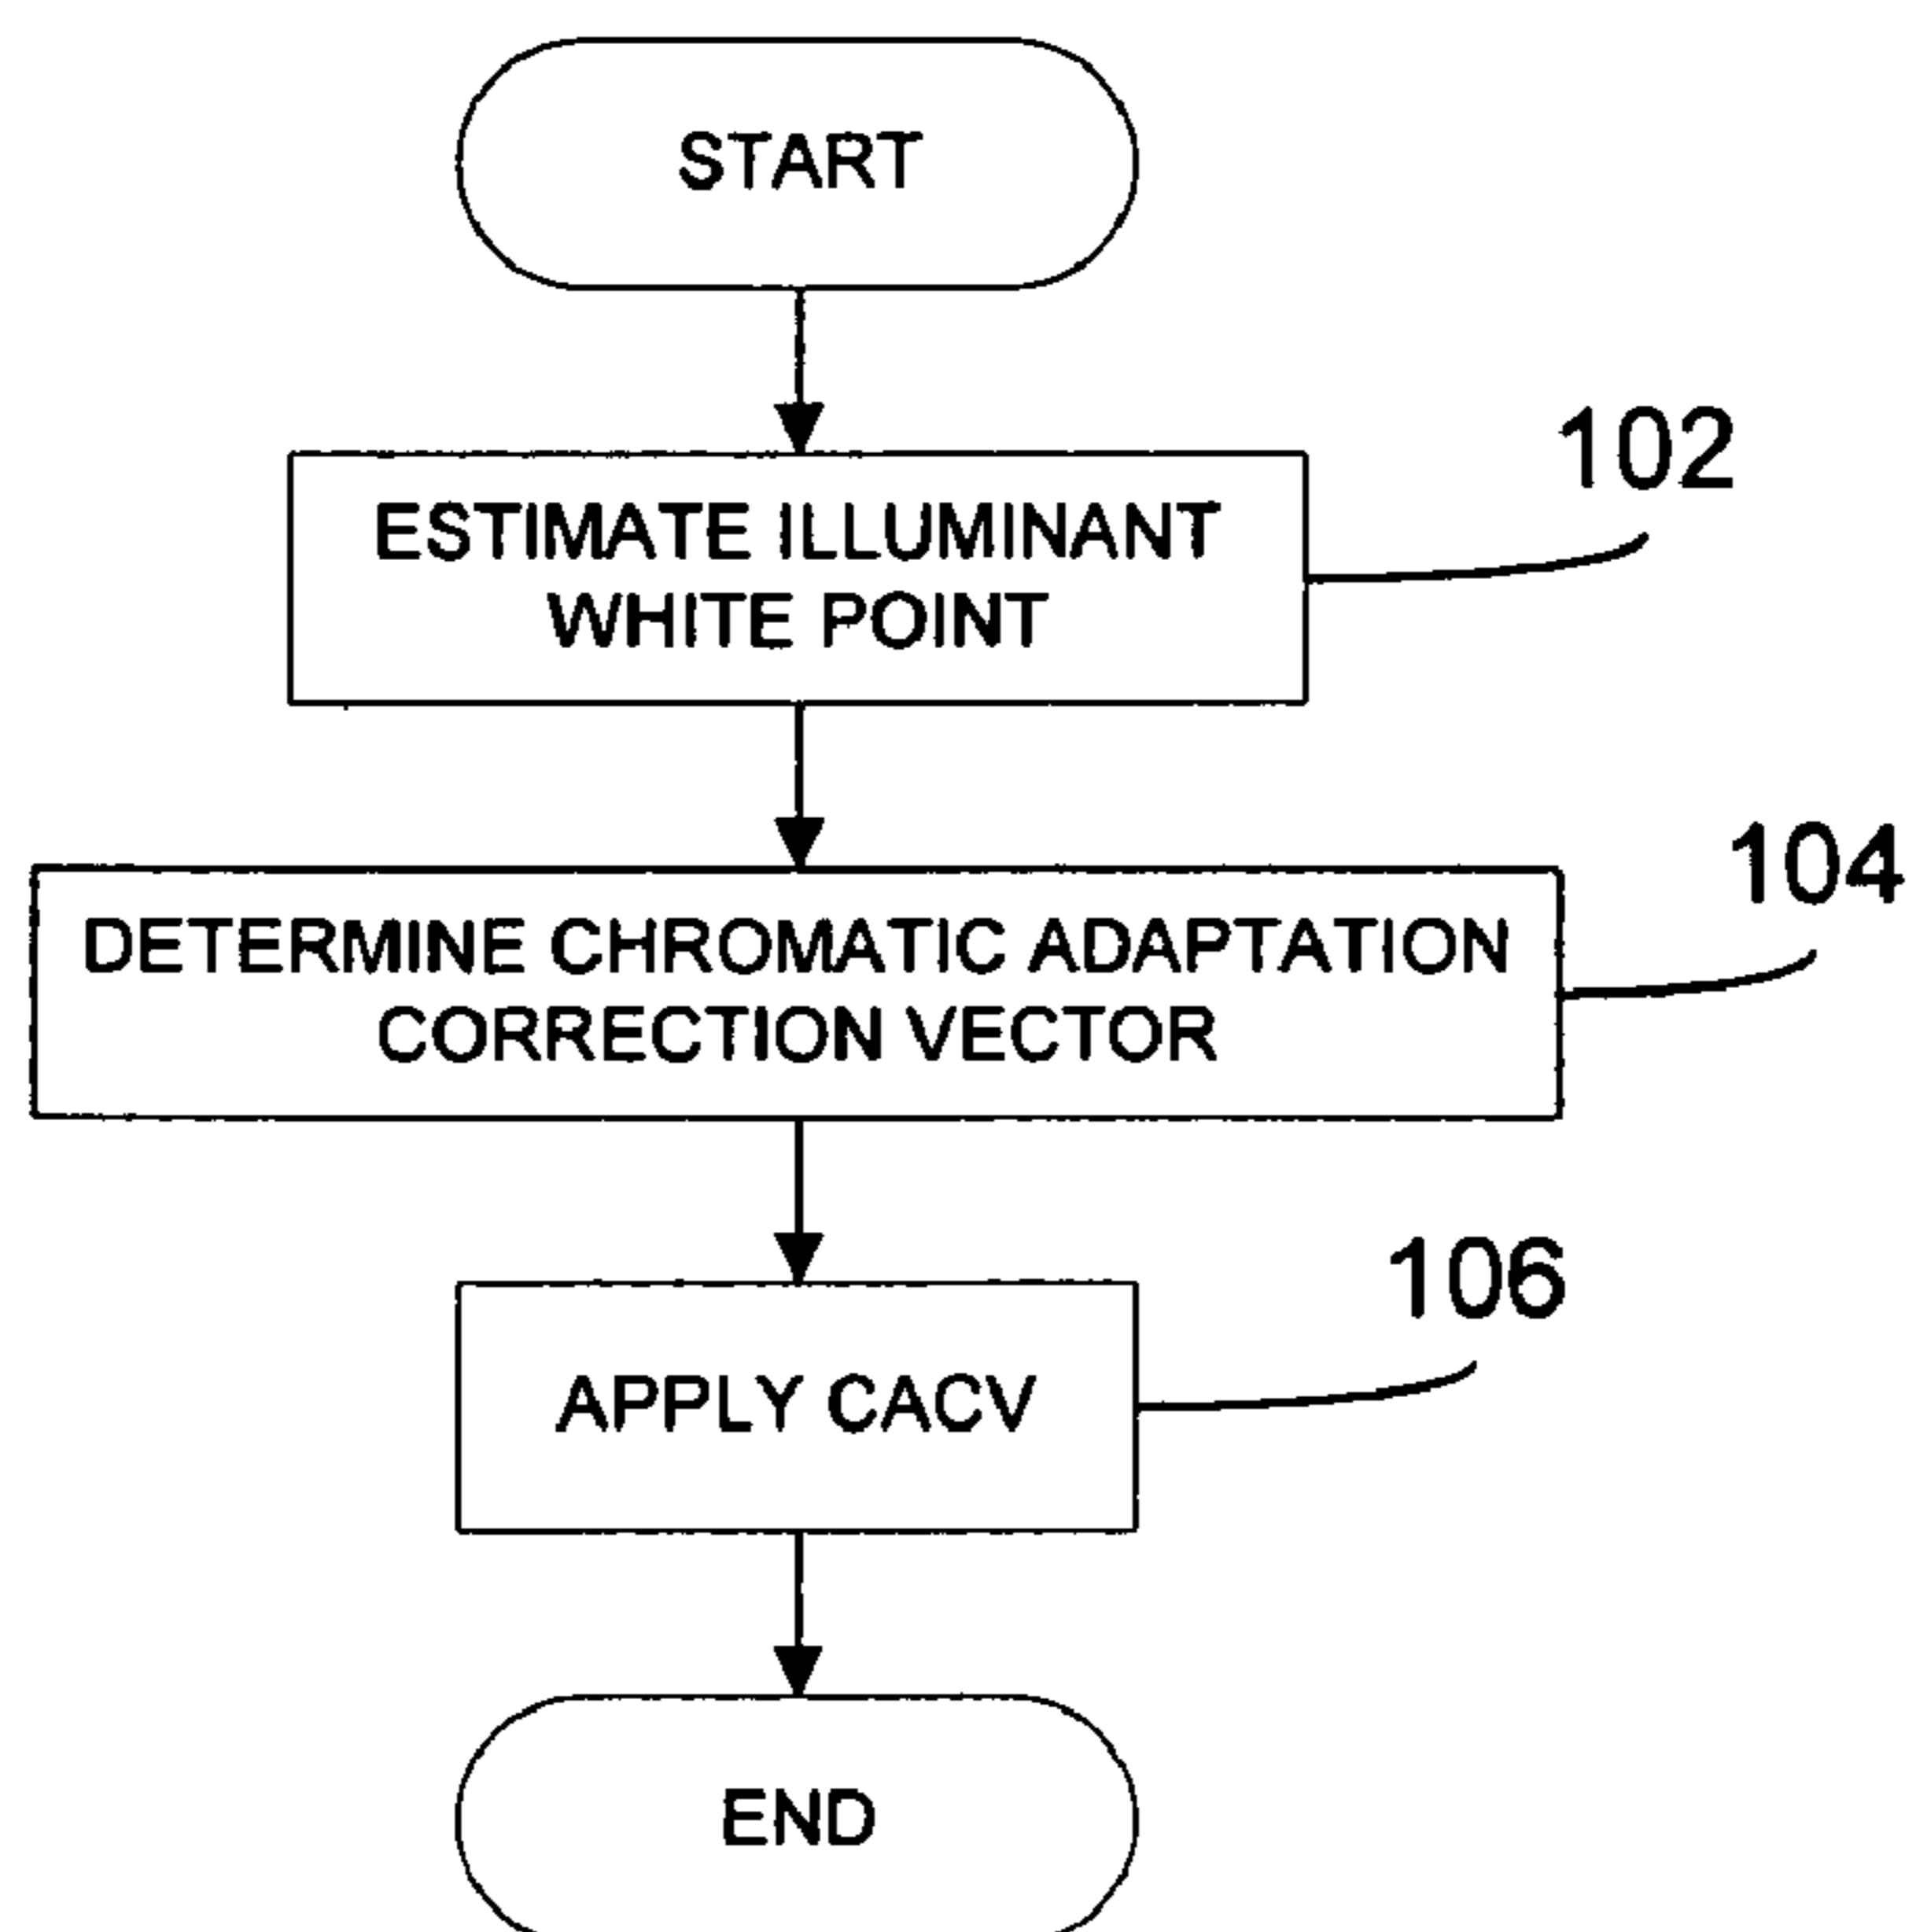 START
102
ESTIMATE ILLUMINANT
WHITE POINT
104
DETERMINE CHROMATIC ADAPTATION
CORRECTION VECTOR
106
APPLY CACV
END